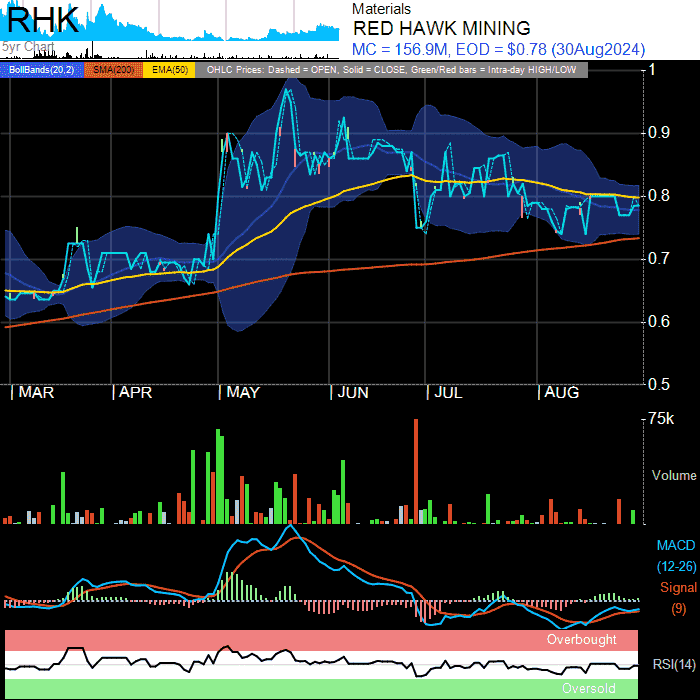 RHK
5yr Chart
Materials
RED HAWK MINING
MC = 156.9M, EOD = $0.78 (30Aug2024)
BollBands(20,2) SMA(200) EMA(50) OHLC Prices: Dashed = OPEN, Solid = CLOSE, Green/Red bars = Intra-day HIGH/LOW
1
0.9
0.8
0.7
0.6
0.5
MAR APR MAY JUN JUL AUG
75k
Volume
MACD
(12-26)
Signal
(9)
Overbought
RSI(14)
Oversold